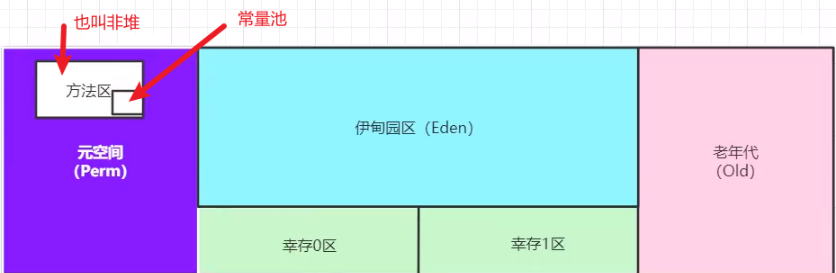 也叫非堆
常量池
方法区
元空间
（Perm）
伊甸园区（Eden）
老年代
（Old）
幸存0区
幸存1区